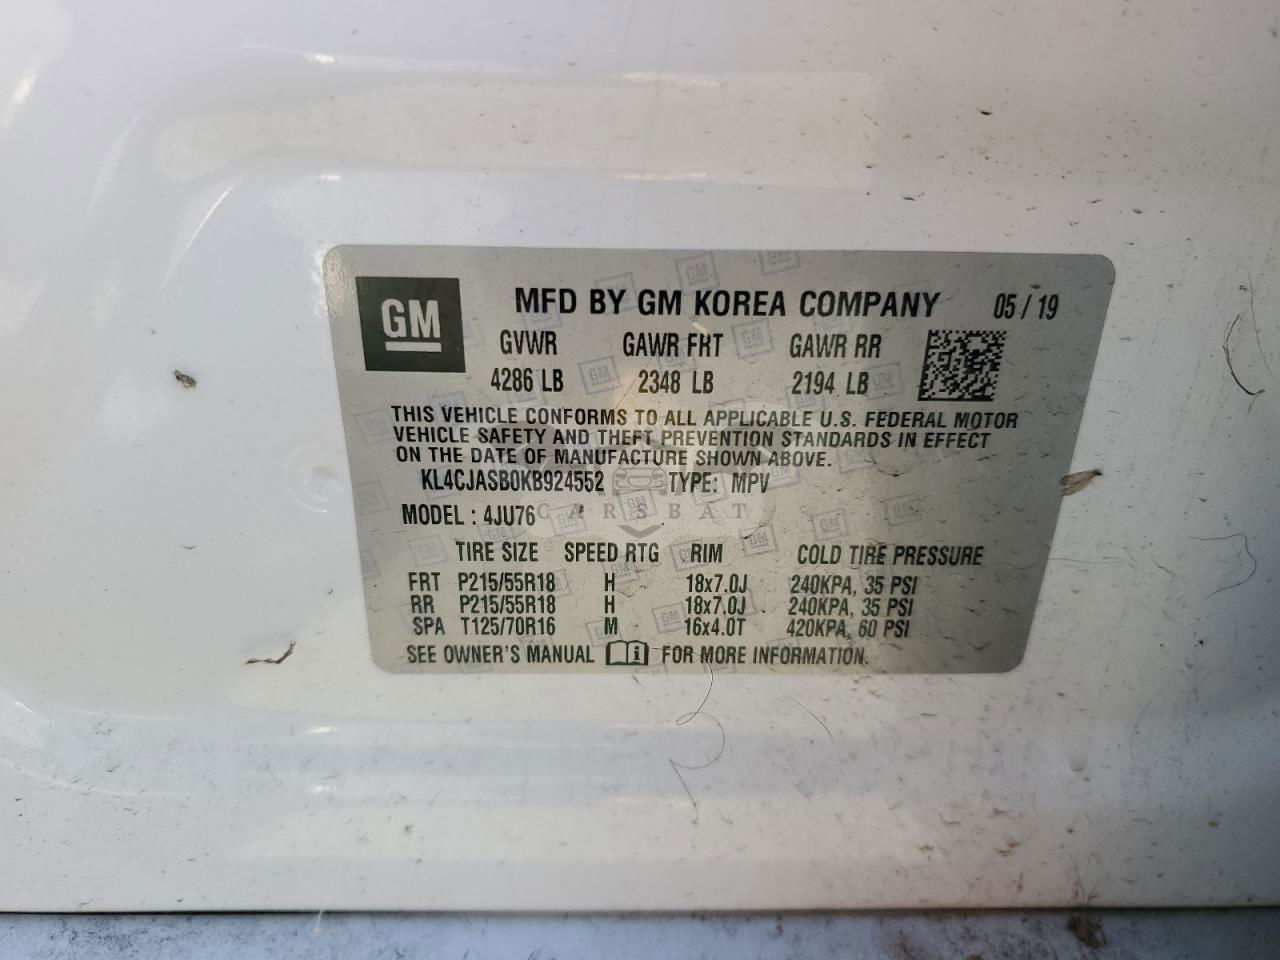 GM MFD BY GM KOREA COMPANY 05 / 19
GVWR GAWR FRT GAWR RR
4286 LB 2348 LB 2194 LB
THIS VEHICLE CONFORMS TO ALL APPLICABLE U.S. FEDERAL MOTOR
VEHICLE SAFETY AND THEFT PREVENTION STANDARDS IN EFFECT
ON THE DATE OF MANUFACTURE SHOWN ABOVE.
KL4CJASB0KB924552 TYPE: MPV
MODEL : 4JU76
CARSBAT
TIRE SIZE SPEED RTG RIM COLD TIRE PRESSURE
FRT P215/55R18 H 18x7.0J 240KPA, 35 PSI
RR P215/55R18 H 18x7.0J 240KPA, 35 PSI
SPA T125/70R16 M 16x4.0T 420KPA, 60 PSI
SEE OWNER'S MANUAL FOR MORE INFORMATION.